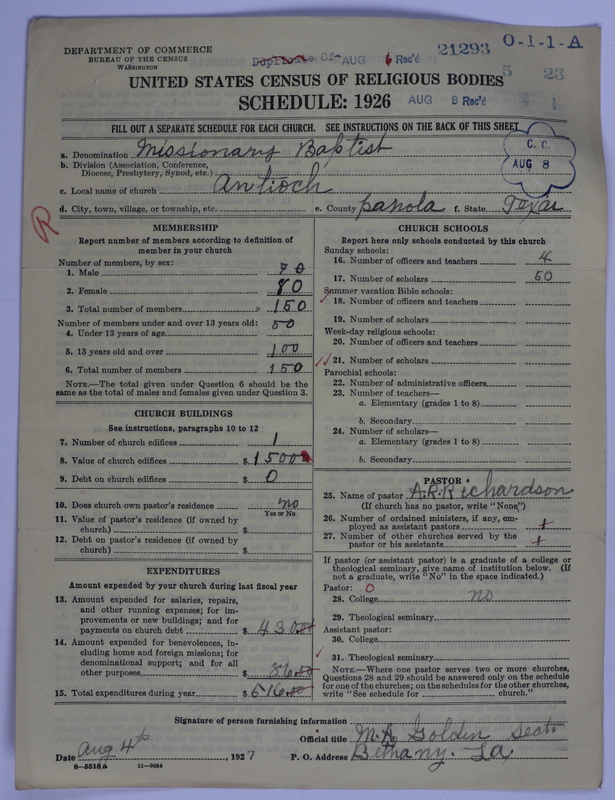 DEPARTMENT OF COMMERCE
BUREAU OF THE CENSUS
WASHINGTON
Duplicate of AUG 6 Rec'd
21293
O-1-1-A
5 23
UNITED STATES CENSUS OF RELIGIOUS BODIES
SCHEDULE: 1926
AUG 8 Rec'd
1
FILL OUT A SEPARATE SCHEDULE FOR EACH CHURCH. SEE INSTRUCTIONS ON THE BACK OF THIS SHEET
C. C.
AUG 8
a. Denomination Missionary Baptist
b. Division (Association, Conference, Diocese, Presbytery, Synod, etc.)
c. Local name of church Antioch
d. City, town, village, or township, etc. e. County panola f. State Texas
R
MEMBERSHIP
Report number of members according to definition of member in your church
Number of members, by sex:
1. Male 70
2. Female 80
3. Total number of members 150
Number of members under and over 13 years old:
4. Under 13 years of age 50
5. 13 years old and over 100
6. Total number of members 150
NOTE.—The total given under Question 6 should be the same as the total of males and females given under Question 3.
CHURCH BUILDINGS
See instructions, paragraphs 10 to 12
7. Number of church edifices 1
8. Value of church edifices $1500
9. Debt on church edifices $0
10. Does church own pastor's residence no
Yes or No
11. Value of pastor's residence (if owned by church) $
12. Debt on pastor's residence (if owned by church) $
EXPENDITURES
Amount expended by your church during last fiscal year
13. Amount expended for salaries, repairs, and other running expenses; for improvements or new buildings; and for payments on church debt $430.00
14. Amount expended for benevolences, including home and foreign missions; for denominational support; and for all other purposes $86.50
15. Total expenditures during year $516.50
CHURCH SCHOOLS
Report here only schools conducted by this church
Sunday schools:
16. Number of officers and teachers 4
17. Number of scholars 50
Summer vacation Bible schools:
18. Number of officers and teachers
19. Number of scholars
Week-day religious schools:
20. Number of officers and teachers
21. Number of scholars
Parochial schools:
22. Number of administrative officers
23. Number of teachers—
a. Elementary (grades 1 to 8)
b. Secondary
24. Number of scholars—
a. Elementary (grades 1 to 8)
b. Secondary
PASTOR
25. Name of pastor A.R. Richardson
(If church has no pastor, write "None")
26. Number of ordained ministers, if any, employed as assistant pastors +
27. Number of other churches served by the pastor or his assistants +
If pastor (or assistant pastor) is a graduate of a college or theological seminary, give name of institution below. (If not a graduate, write "No" in the space indicated.)
Pastor: 0
28. College no
29. Theological seminary
Assistant pastor:
30. College
31. Theological seminary
NOTE.—Where one pastor serves two or more churches, Questions 28 and 29 should be answered only on the schedule for one of the churches; on the schedules for the other churches, write "See schedule for church."
Signature of person furnishing information
Official title M. A. Golden Sect
Date Aug 4th, 1927 P. O. Address Bethany. La
8-5518a 11-9054